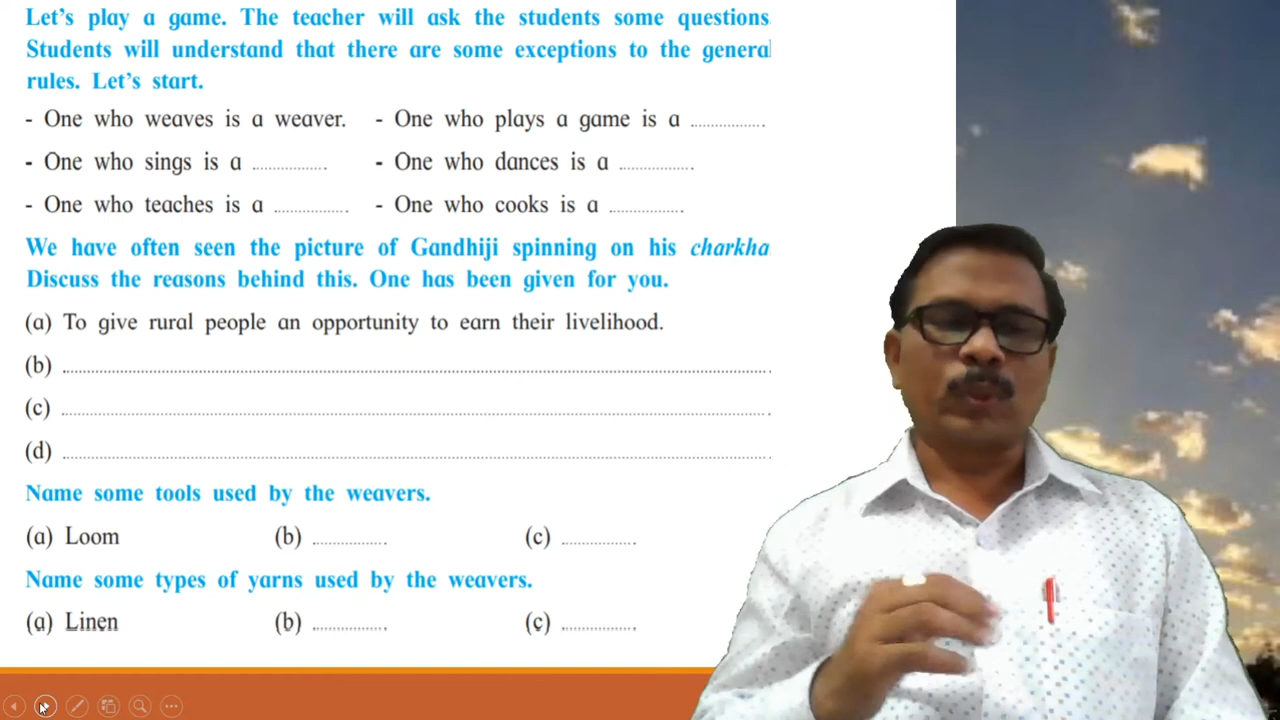 Let's play a game. The teacher will ask the students some questions
Students will understand that there are some exceptions to the general
rules. Let's start.
- One who weaves is a weaver. - One who plays a game is a ................
- One who sings is a ................ - One who dances is a ................
- One who teaches is a ................ - One who cooks is a ................
We have often seen the picture of Gandhiji spinning on his charkha
Discuss the reasons behind this. One has been given for you.
(a) To give rural people an opportunity to earn their livelihood.
(b) ................
(c) ................
(d) ................
Name some tools used by the weavers.
(a) Loom (b) ................ (c) ................
Name some types of yarns used by the weavers.
(a) Linen (b) ................ (c) ................